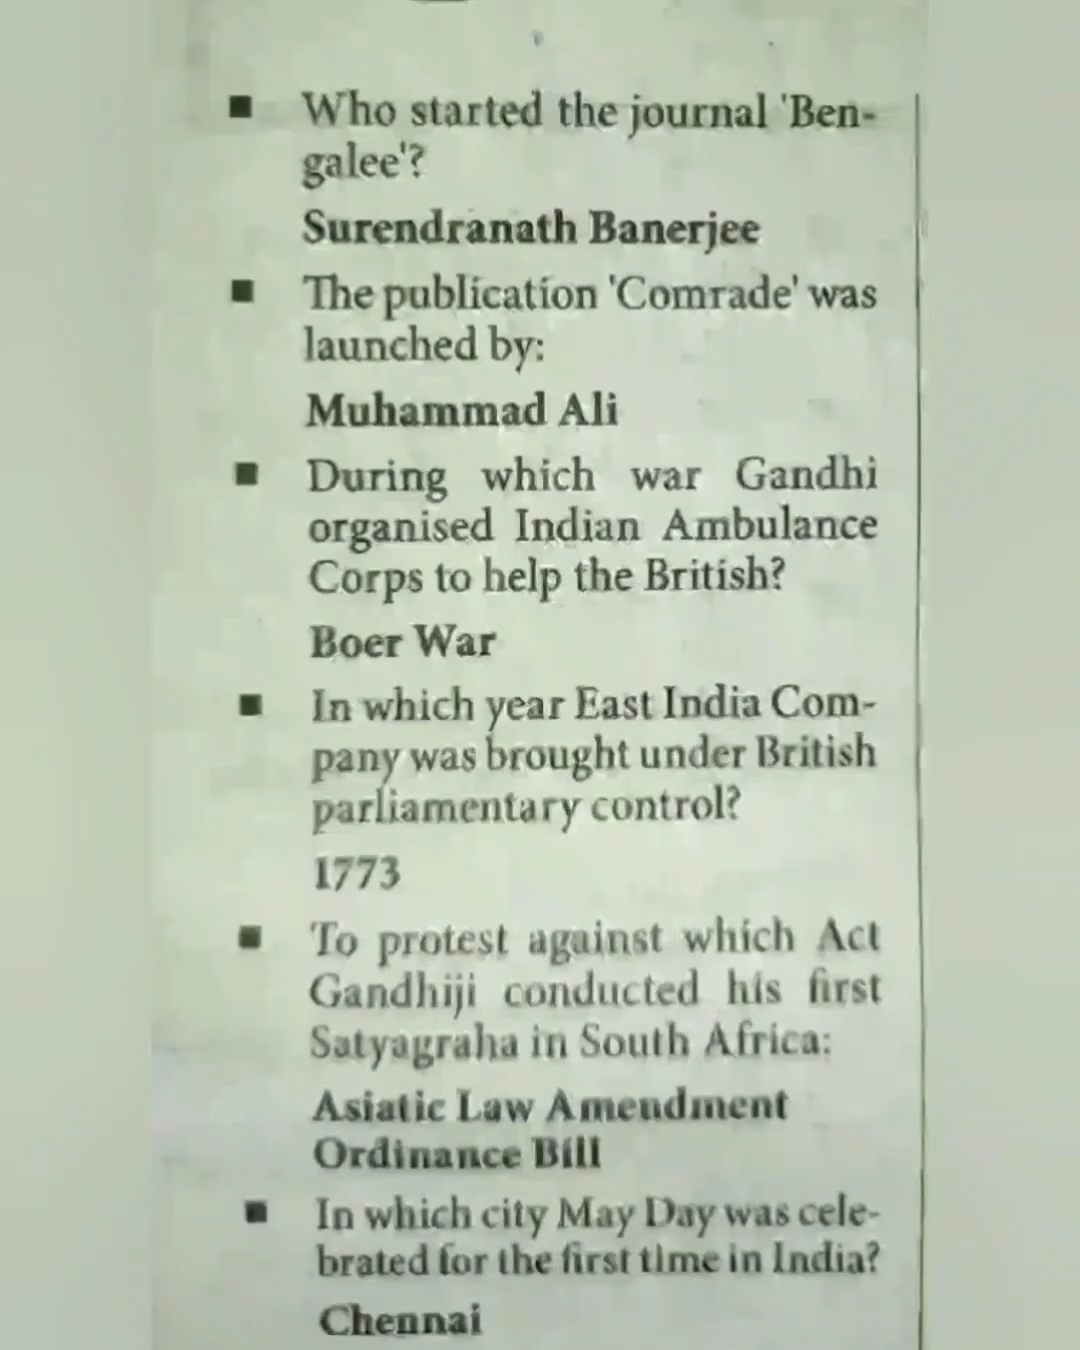 ■ Who started the journal 'Ben-
galee'?
Surendranath Banerjee
■ The publication 'Comrade' was
launched by:
Muhammad Ali
■ During which war Gandhi
organised Indian Ambulance
Corps to help the British?
Boer War
■ In which year East India Com-
pany was brought under British
parliamentary control?
1773
■ To protest against which Act
Gandhiji conducted his first
Satyagraha in South Africa:
Asiatic Law Amendment
Ordinance Bill
■ In which city May Day was cele-
brated for the first time in India?
Chennai